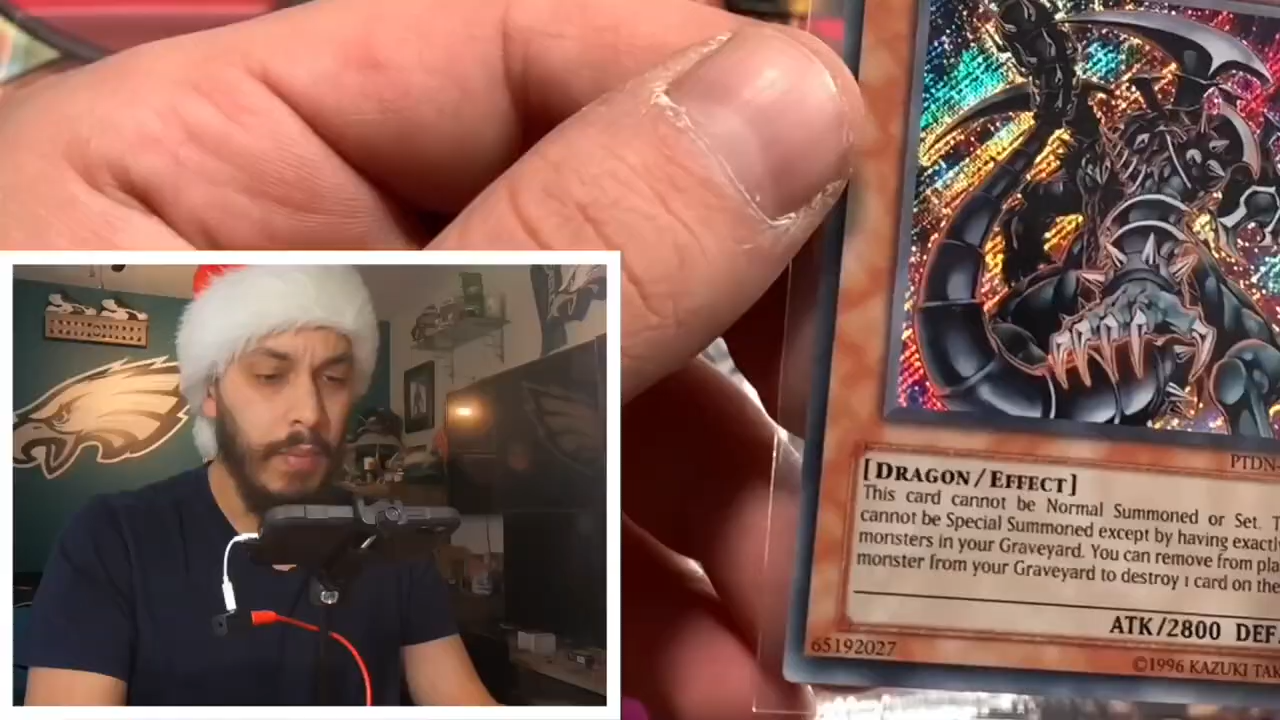 PTDN-
[DRAGON/EFFECT]
This card cannot be Normal Summoned or Set. T
cannot be Special Summoned except by having exactly
monsters in your Graveyard. You can remove from pla
monster from your Graveyard to destroy 1 card on the
ATK/2800 DEF
65192027
©1996 KAZUKI TAK